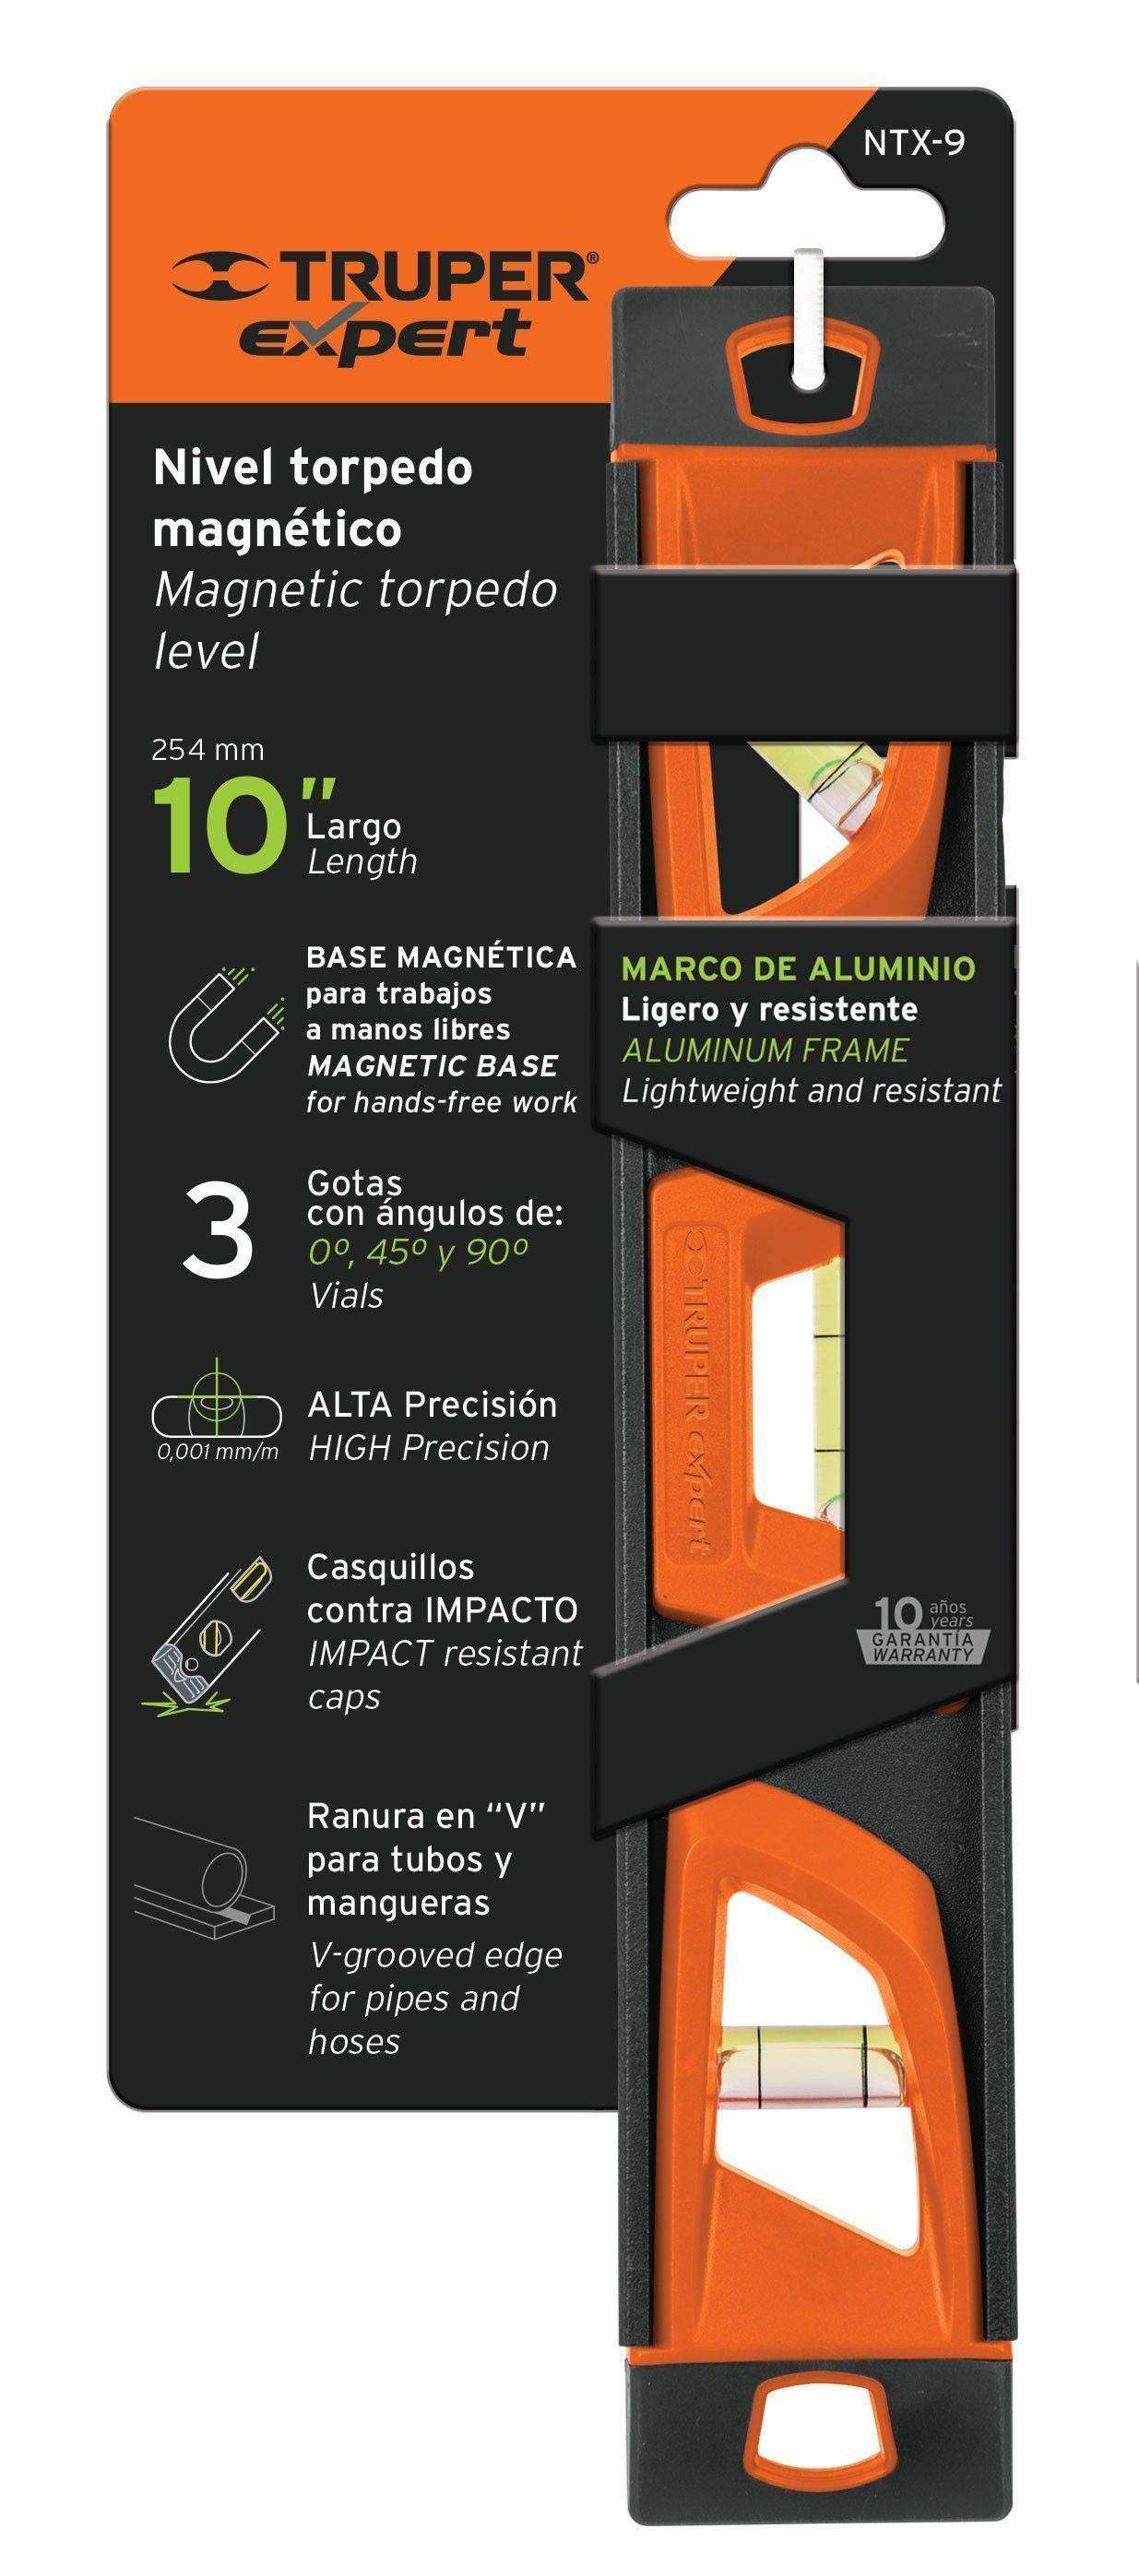 NTX-9
TRUPER®
expert
Nivel torpedo
magnético
Magnetic torpedo
level
254 mm
10"
Largo
Length
BASE MAGNÉTICA
para trabajos
a manos libres
MAGNETIC BASE
for hands-free work
MARCO DE ALUMINIO
Ligero y resistente
ALUMINUM FRAME
Lightweight and resistant
3
Gotas
con ángulos de:
0º, 45º y 90º
Vials
TRUPER expert
0,001 mm/m
ALTA Precisión
HIGH Precision
Casquillos
contra IMPACTO
IMPACT resistant
caps
10 años
years
GARANTÍA
WARRANTY
Ranura en “V”
para tubos y
mangueras
V-grooved edge
for pipes and
hoses